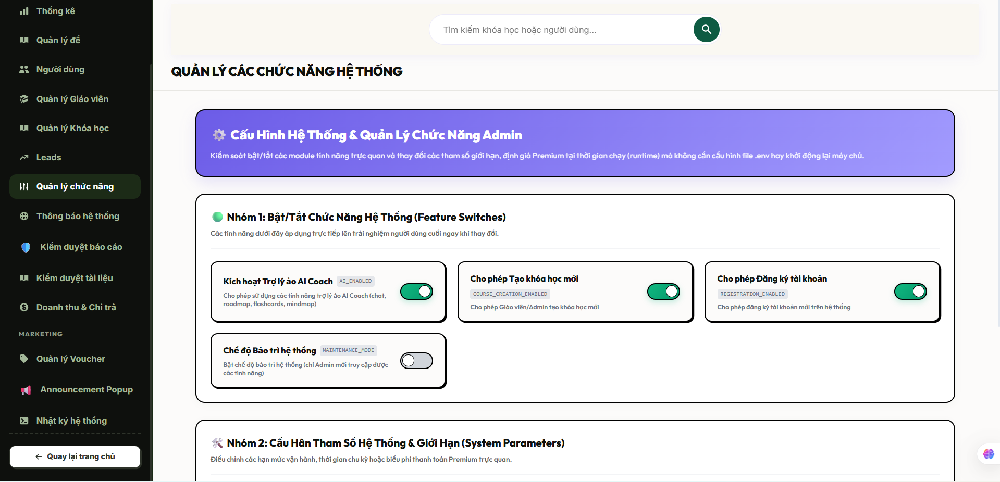 Thống kê
Quản lý đề
Người dùng
Quản lý Giáo viên
Quản lý Khóa học
Leads
Quản lý chức năng
Thông báo hệ thống
Kiểm duyệt báo cáo
Kiểm duyệt tài liệu
Doanh thu & Chi trả
MARKETING
Quản lý Voucher
Announcement Popup
Nhật ký hệ thống
← Quay lại trang chủ
Tìm kiếm khóa học hoặc người dùng...
QUẢN LÝ CÁC CHỨC NĂNG HỆ THỐNG
Cấu Hình Hệ Thống & Quản Lý Chức Năng Admin
Kiểm soát bật/tắt các module tính năng trực quan và thay đổi các tham số giới hạn, định giá Premium tại thời gian chạy (runtime) mà không cần cấu hình file .env hay khởi động lại máy chủ.
Nhóm 1: Bật/Tắt Chức Năng Hệ Thống (Feature Switches)
Các tính năng dưới đây áp dụng trực tiếp lên trải nghiệm người dùng cuối ngay khi thay đổi.
Kích hoạt Trợ lý ảo AI Coach AI_ENABLED
Cho phép sử dụng các tính năng trợ lý ảo AI Coach (chat,
roadmap, flashcards, mindmap)
Cho phép Tạo khóa học mới
COURSE_CREATION_ENABLED
Cho phép Giáo viên/Admin tạo khóa học mới
Cho phép Đăng ký tài khoản
REGISTRATION_ENABLED
Cho phép đăng ký tài khoản mới trên hệ thống
Chế độ Bảo trì hệ thống MAINTENANCE_MODE
Bật chế độ bảo trì hệ thống (chỉ Admin mới truy cập được
các tính năng)
Nhóm 2: Cấu Hân Tham Số Hệ Thống & Giới Hạn (System Parameters)
Điều chỉnh các hạn mức vận hành, thời gian chu kỳ hoặc biểu phí thanh toán Premium trực quan.